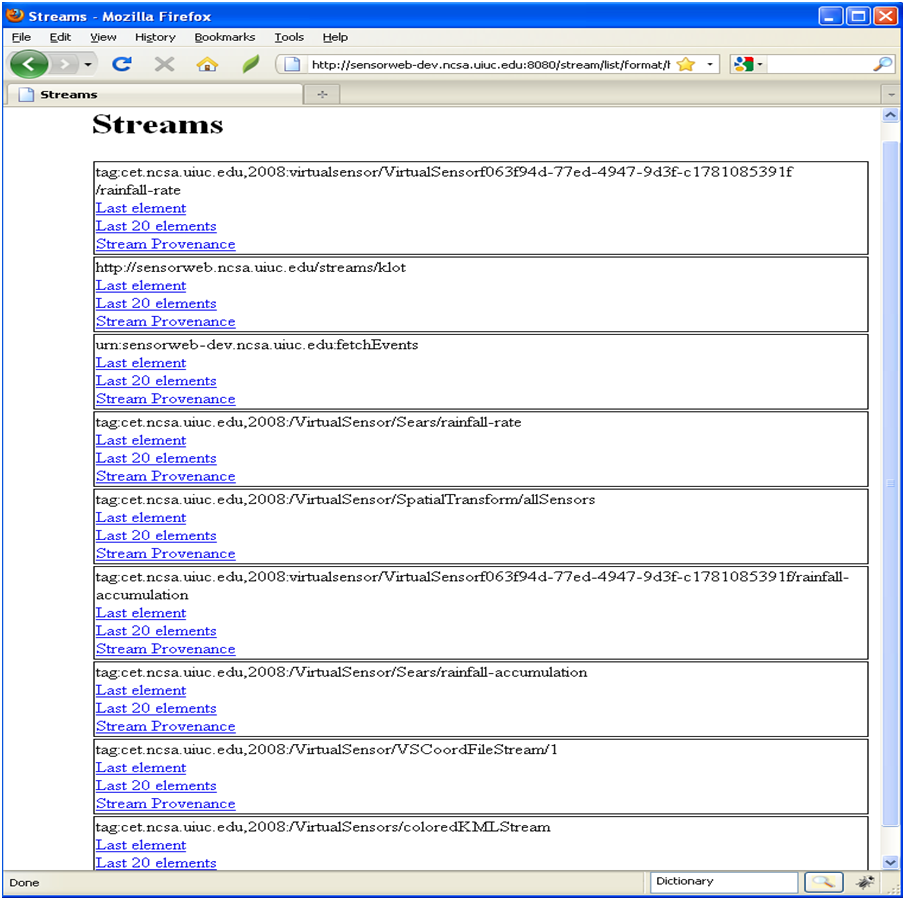 Streams - Mozilla Firefox
File Edit View History Bookmarks Tools Help
http://sensorweb-dev.ncsa.uiuc.edu:8080/stream/list/format/h
Streams
Streams
tag:cet.ncsa.uiuc.edu,2008:virtualsensor/VirtualSensorf063f94d-77ed-4947-9d3f-c1781085391f
/rainfall-rate
Last element
Last 20 elements
Stream Provenance
http://sensorweb.ncsa.uiuc.edu/streams/klot
Last element
Last 20 elements
Stream Provenance
urn:sensorweb-dev.ncsa.uiuc.edu:fetchEvents
Last element
Last 20 elements
Stream Provenance
tag:cet.ncsa.uiuc.edu,2008:/VirtualSensor/Sears/rainfall-rate
Last element
Last 20 elements
Stream Provenance
tag:cet.ncsa.uiuc.edu,2008:/VirtualSensor/SpatialTransform/allSensors
Last element
Last 20 elements
Stream Provenance
tag:cet.ncsa.uiuc.edu,2008:virtualsensor/VirtualSensorf063f94d-77ed-4947-9d3f-c1781085391f/rainfall-
accumulation
Last element
Last 20 elements
Stream Provenance
tag:cet.ncsa.uiuc.edu,2008:/VirtualSensor/Sears/rainfall-accumulation
Last element
Last 20 elements
Stream Provenance
tag:cet.ncsa.uiuc.edu,2008:/VirtualSensor/VSCoordFileStream/1
Last element
Last 20 elements
Stream Provenance
tag:cet.ncsa.uiuc.edu,2008:/VirtualSensors/coloredKMLStream
Last element
Last 20 elements
Done
Dictionary